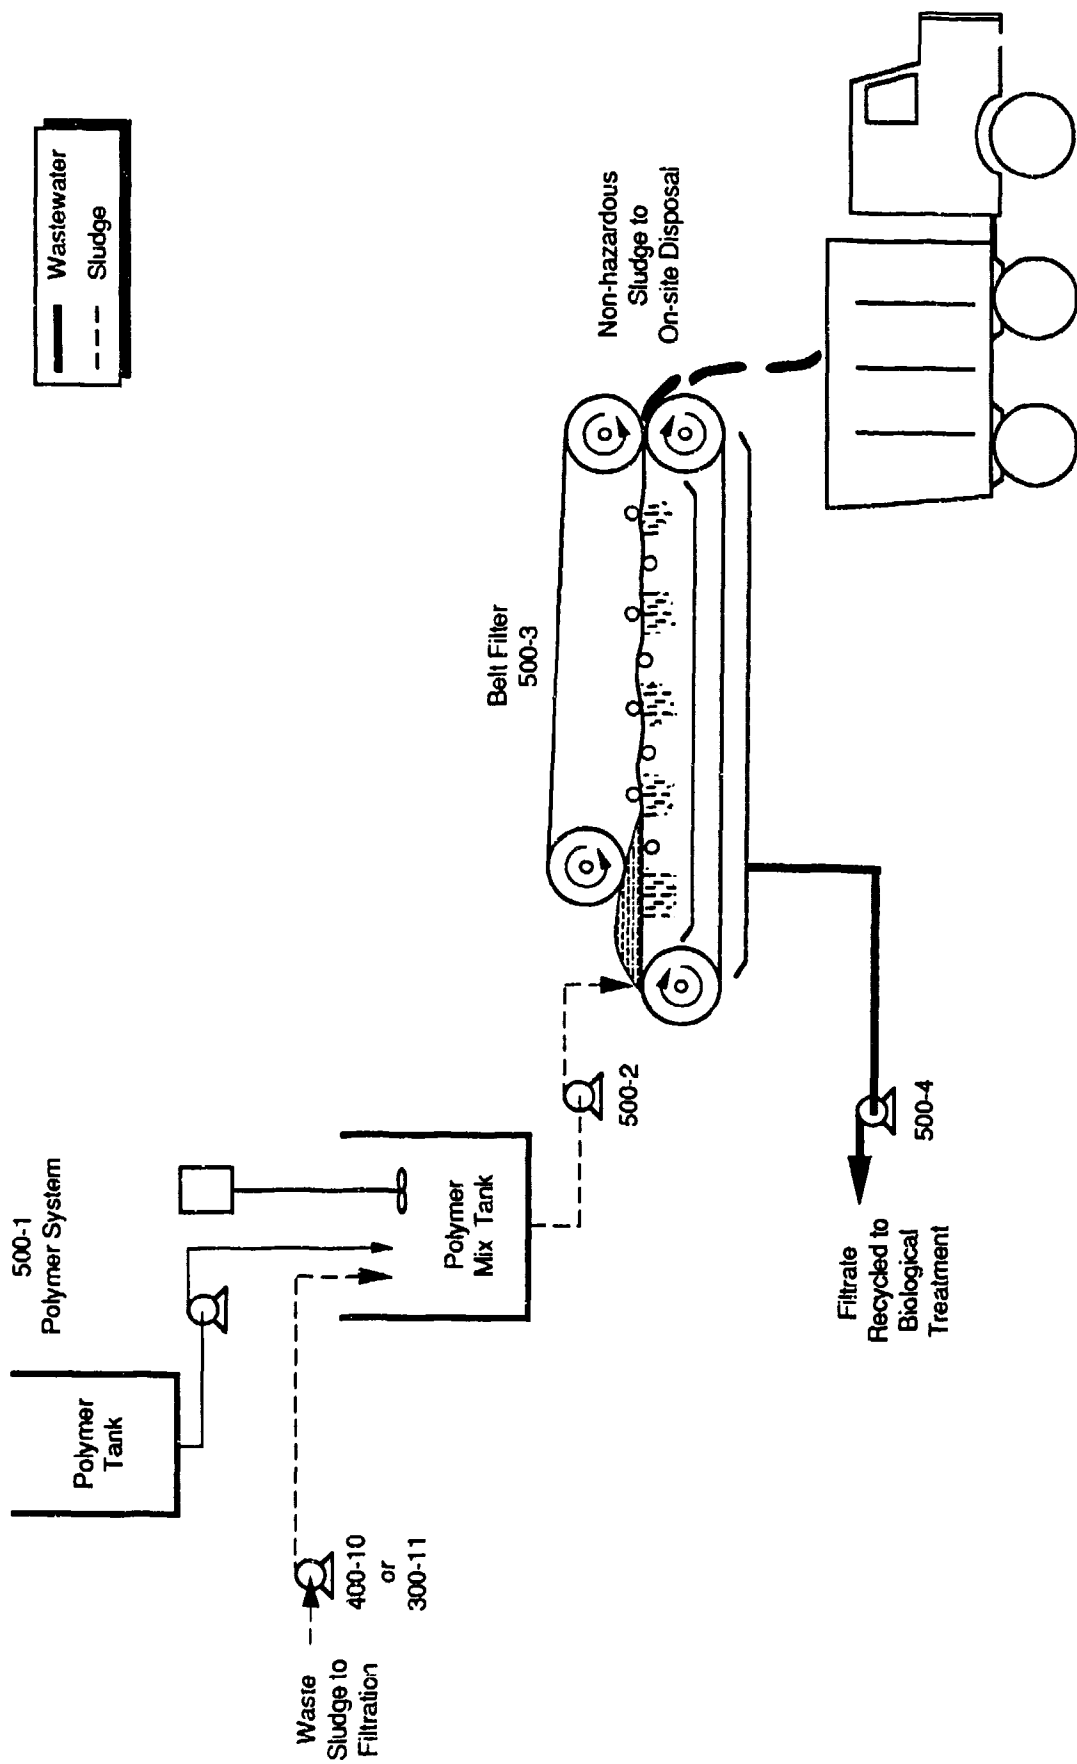 Wastewater
Sludge
500-1
Polymer System
Polymer
Tank
Polymer
Mix Tank
Waste
Sludge to
Filtration
400-10
or
300-11
500-2
Belt Filter
500-3
Non-hazardous
Sludge to
On-site Disposal
500-4
Filtrate
Recycled to
Biological
Treatment